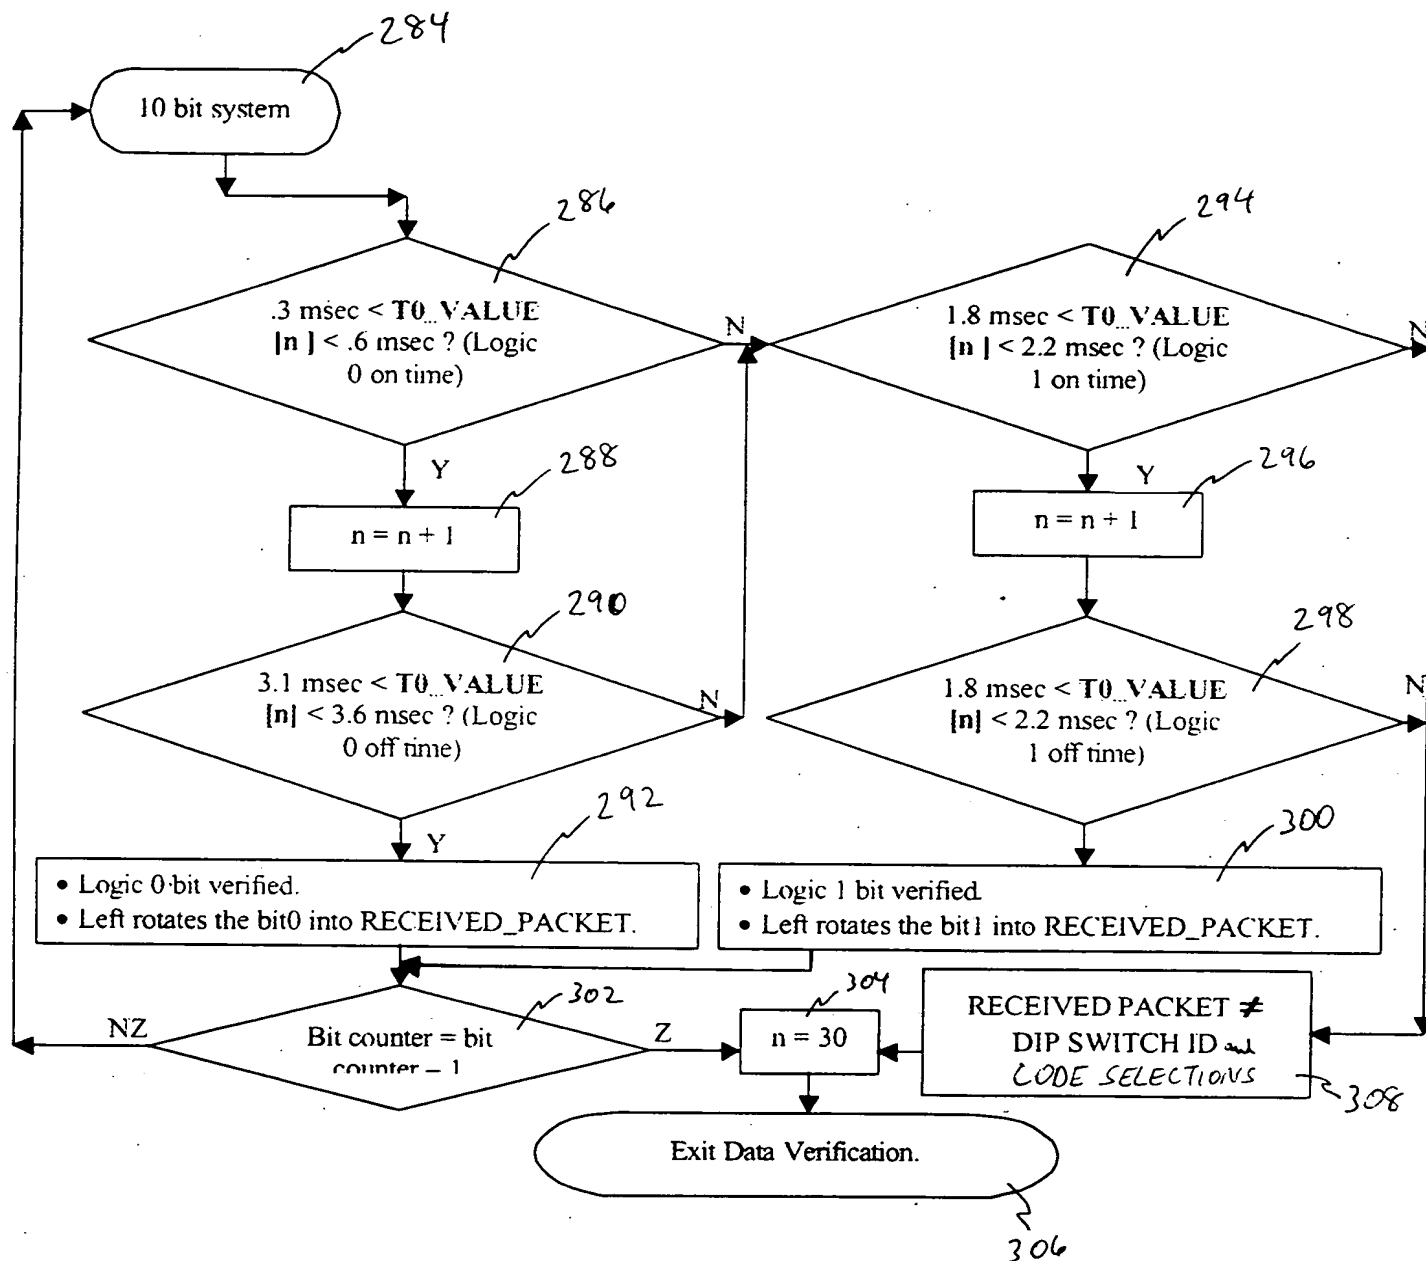 284
10 bit system
286
.3 msec < T0_VALUE
[n ] < .6 msec ? (Logic
0 on time)
N
294
1.8 msec < T0_VALUE
[n ] < 2.2 msec ? (Logic
1 on time)
N
Y
288
n = n + 1
Y
296
n = n + 1
290
3.1 msec < T0_VALUE
[n] < 3.6 msec ? (Logic
0 off time)
N
298
1.8 msec < T0_VALUE
[n] < 2.2 msec ? (Logic
1 off time)
N
Y
292
• Logic 0 bit verified.
• Left rotates the bit0 into RECEIVED_PACKET.
300
• Logic 1 bit verified.
• Left rotates the bit1 into RECEIVED_PACKET.
NZ
302
Bit counter = bit
counter – 1
Z
304
n = 30
RECEIVED PACKET ≠
DIP SWITCH ID and
CODE SELECTIONS
308
Exit Data Verification.
306